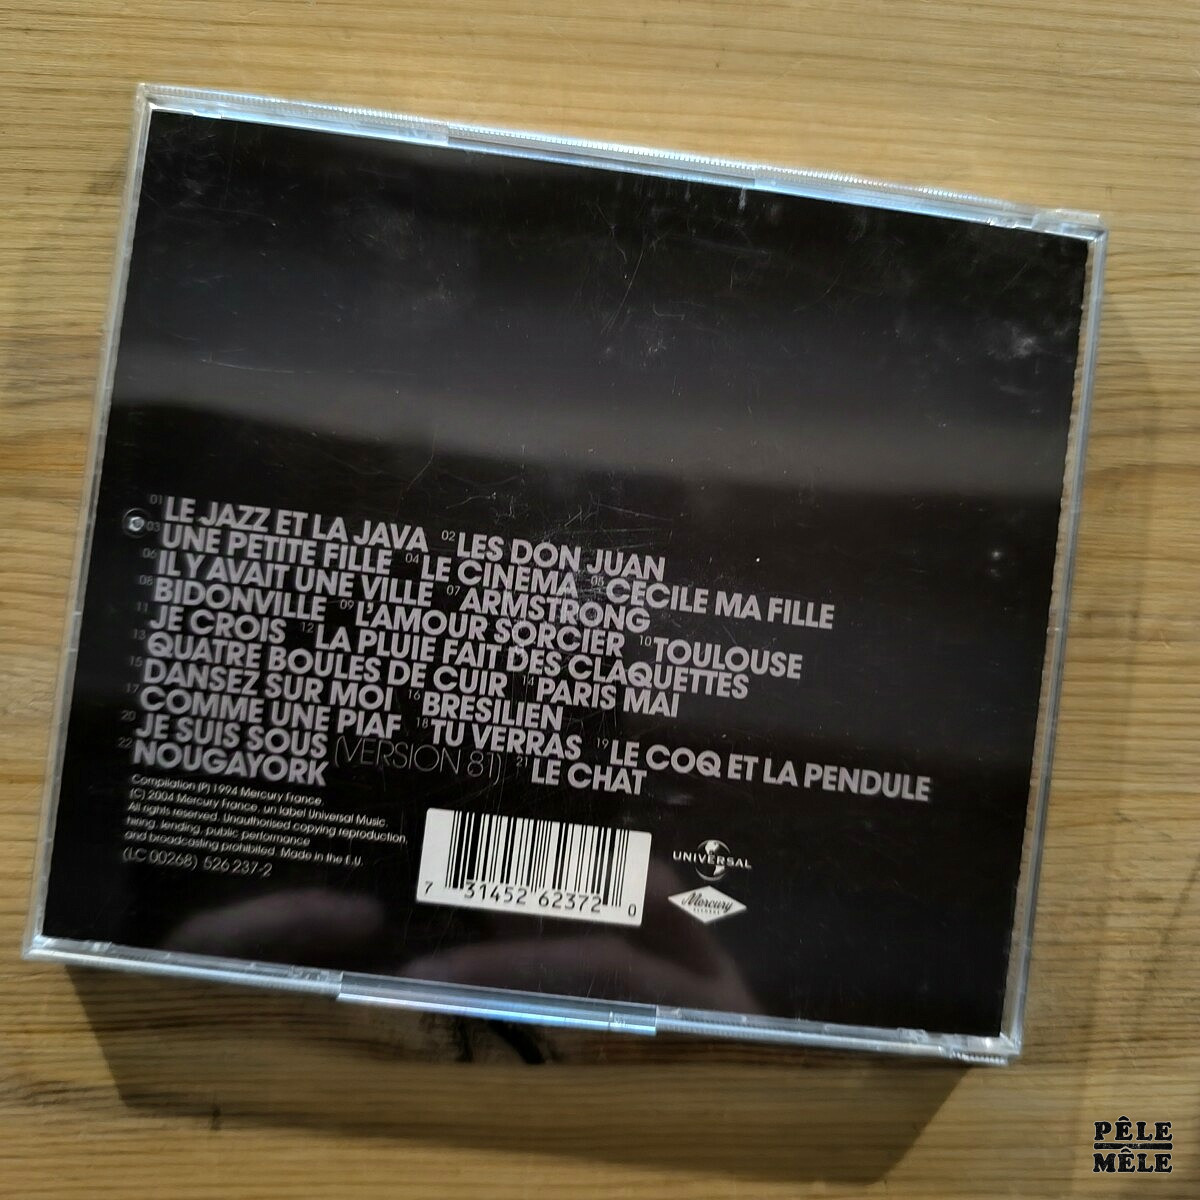 01 LE JAZZ ET LA JAVA 02 LES DON JUAN
03 UNE PETITE FILLE 04 LE CINEMA 05 CECILE MA FILLE
06 IL Y AVAIT UNE VILLE 07 ARMSTRONG
08 BIDONVILLE 09 L'AMOUR SORCIER 10 TOULOUSE
11 JE CROIS 12 LA PLUIE FAIT DES CLAQUETTES
13 QUATRE BOULES DE CUIR 14 PARIS MAI
15 DANSEZ SUR MOI 16 BRESILIEN
17 COMME UNE PIAF 18 TU VERRAS 19 LE COQ ET LA PENDULE
20 JE SUIS SOUS (VERSION 81) 21 LE CHAT
22 NOUGAYORK
Compilation (P) 1994 Mercury France.
(C) 2004 Mercury France, un label Universal Music.
All rights reserved. Unauthorised copying reproduction,
hiring, lending, public performance
and broadcasting prohibited. Made in the E.U.
(LC 00268) 526 237-2
7 31452 62372 0
UNIVERSAL
Mercury
RECORDS
PÊLE
MÊLE